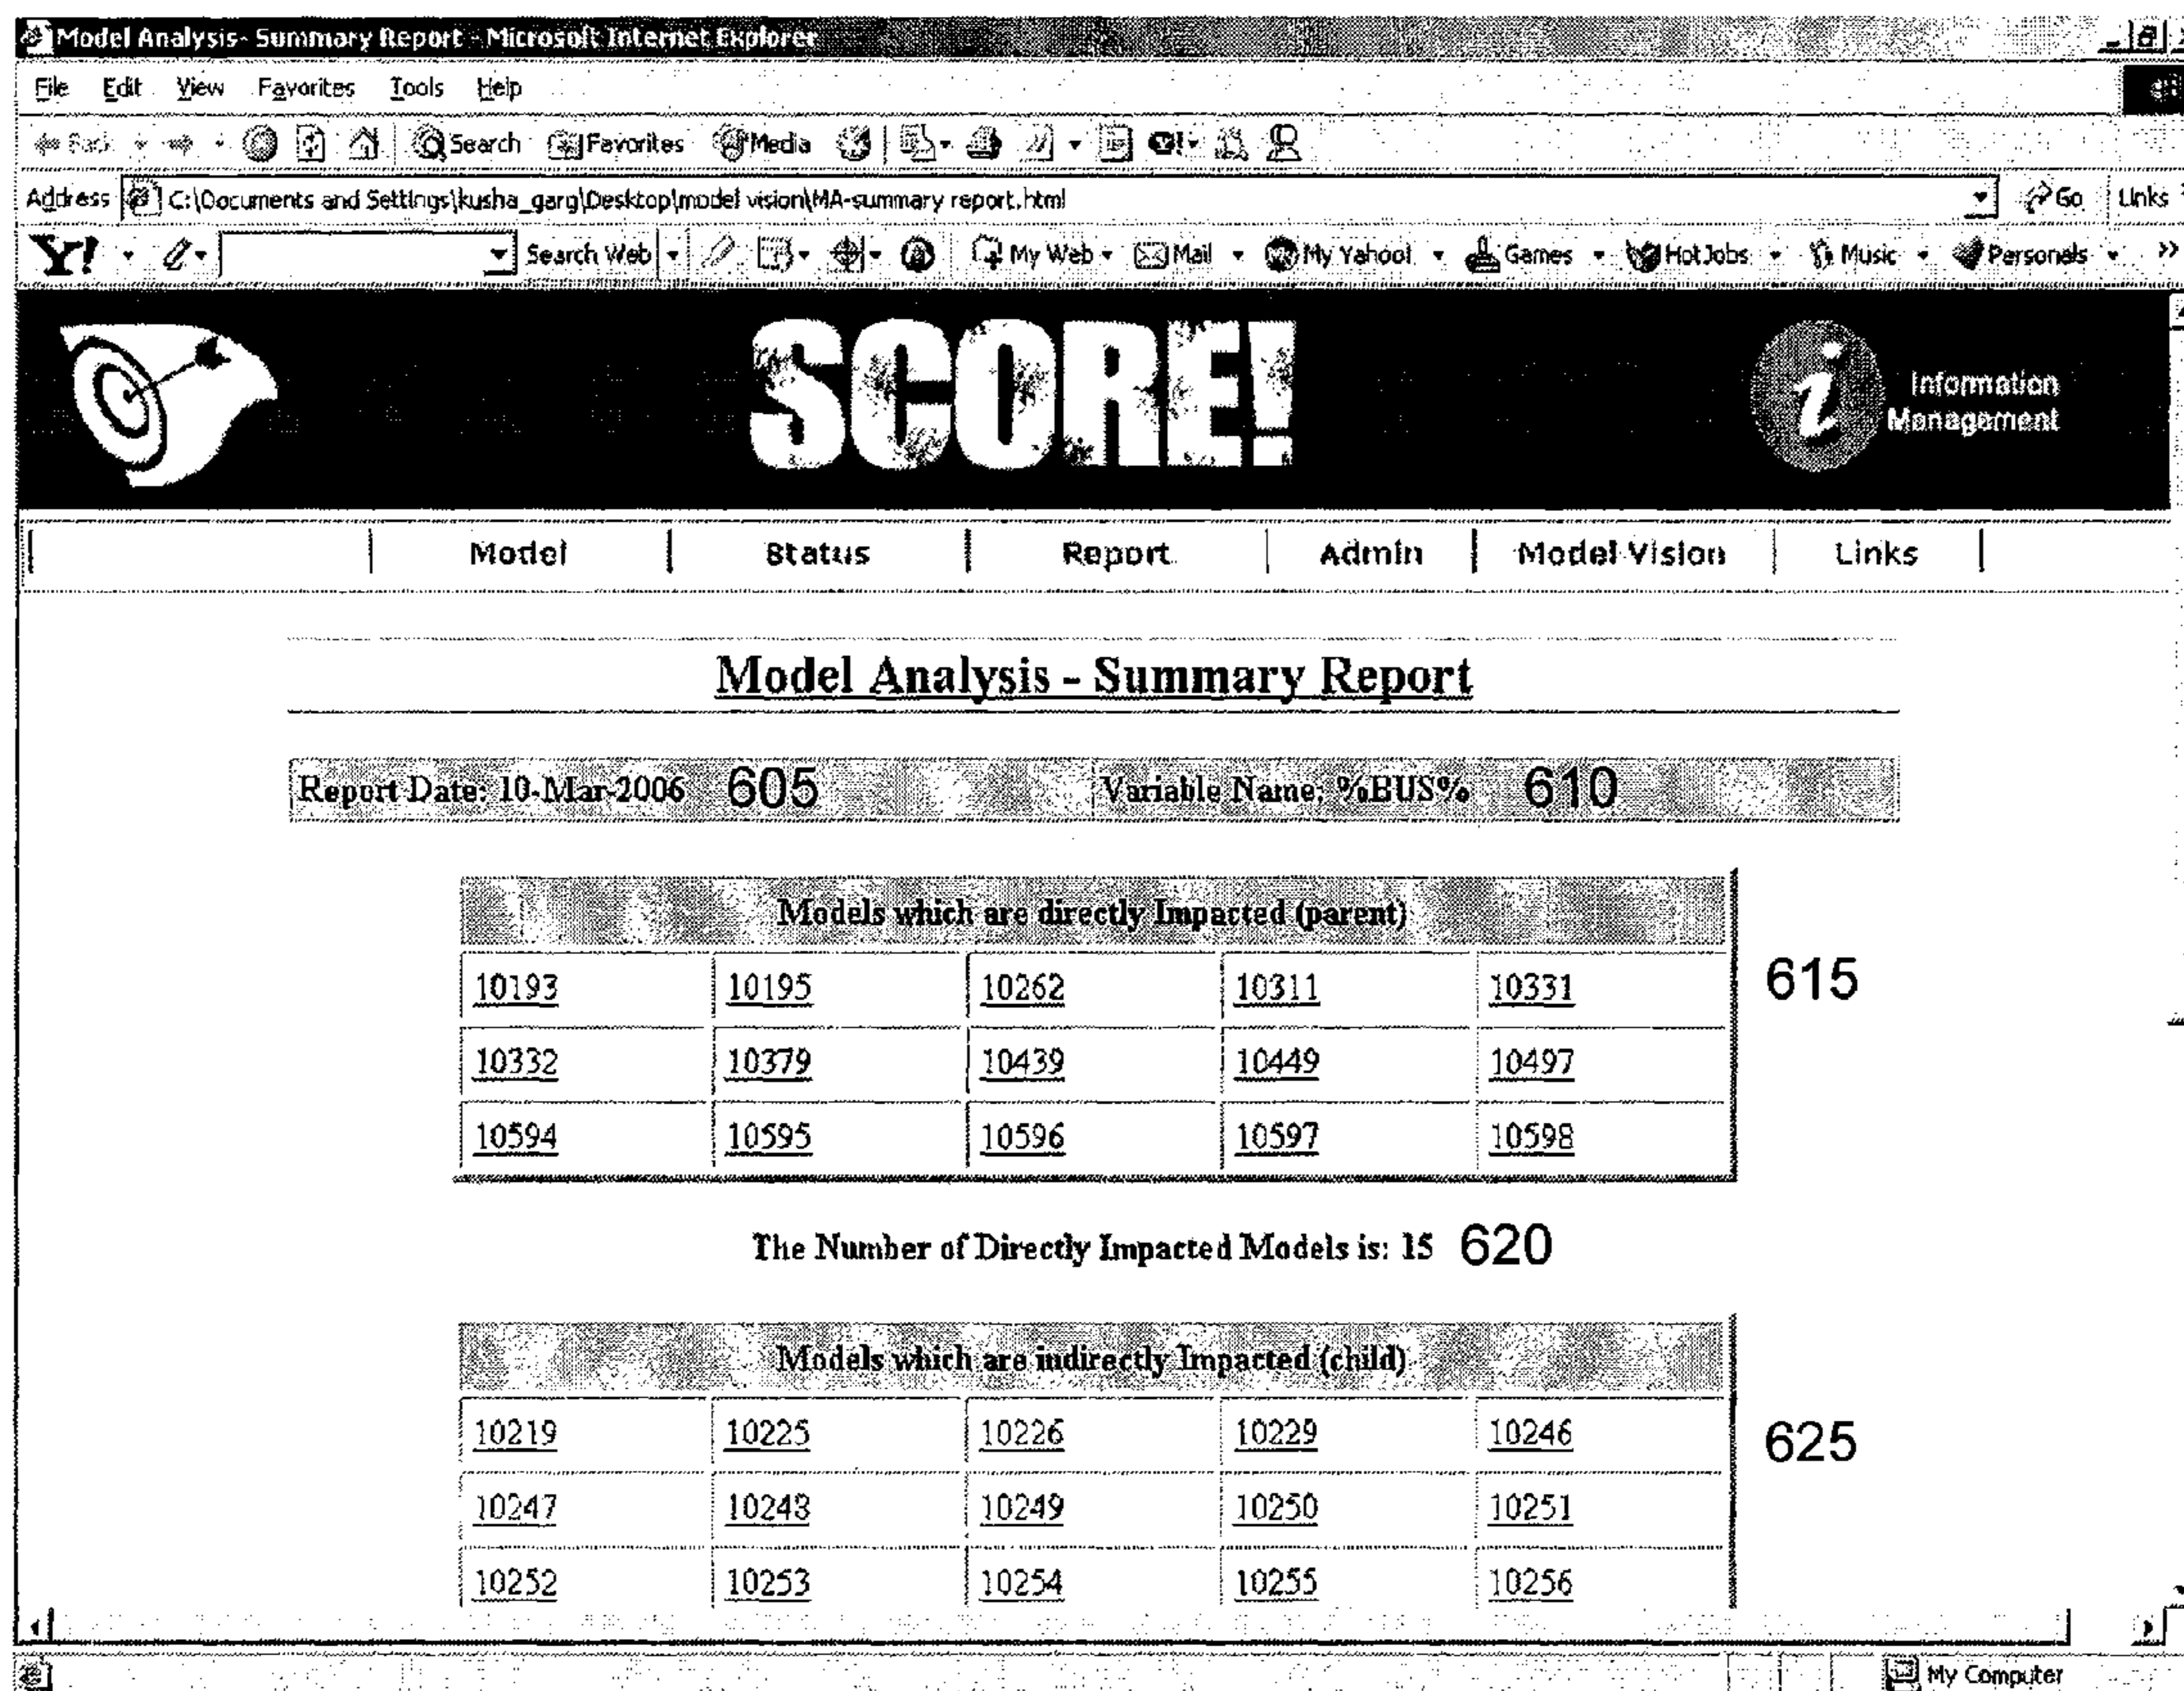 Model Analysis- Summary Report - Microsoft Internet Explorer
File Edit View Favorites Tools Help
Back Search Favorites Media
Address C:\Documents and Settings\kusha_garg\Desktop\model vision\MA-summary report.html Go Links
Y! Search Web My Web Mail My Yahoo! Games HotJobs Music Personals »
SCORE!
i Information
Management
Model Status Report Admin Model Vision Links
Model Analysis - Summary Report
Report Date: 10-Mar-2006 605 Variable Name: %BUS% 610
Models which are directly Impacted (parent)
10193 10195 10262 10311 10331 615
10332 10379 10439 10449 10497
10594 10595 10596 10597 10598
The Number of Directly Impacted Models is: 15 620
Models which are indirectly Impacted (child)
10219 10225 10226 10229 10246 625
10247 10248 10249 10250 10251
10252 10253 10254 10255 10256
My Computer